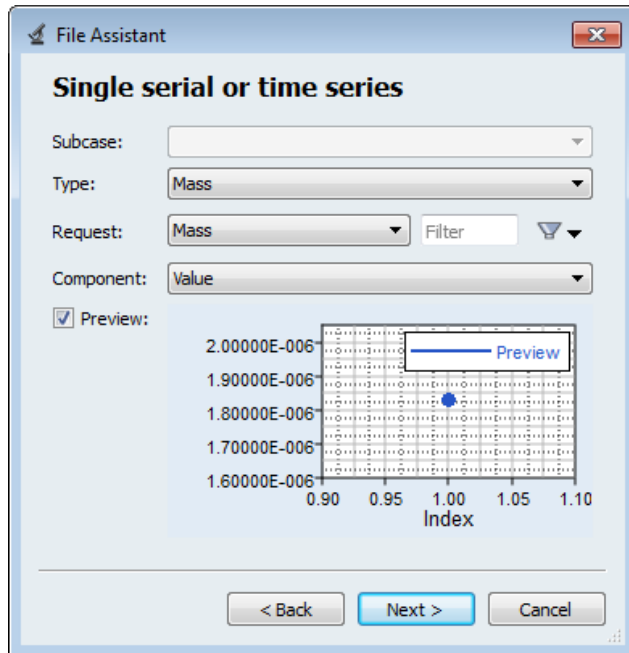 File Assistant
Single serial or time series
Subcase:
Type: Mass
Request: Mass Filter
Component: Value
Preview:
Preview
2.00000E-006
1.90000E-006
1.80000E-006
1.70000E-006
1.60000E-006
0.90 0.95 1.00 1.05 1.10
Index
< Back Next > Cancel